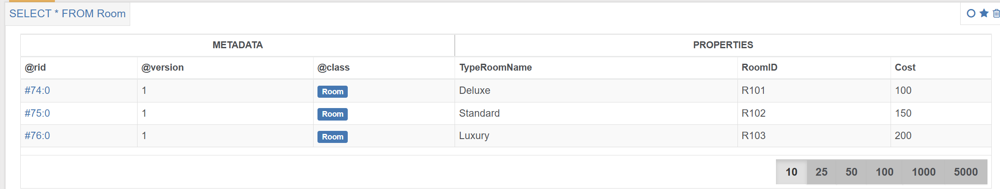 SELECT * FROM Room
METADATA PROPERTIES
@rid @version @class TypeRoomName RoomID Cost
#74:0 1 Room Deluxe R101 100
#75:0 1 Room Standard R102 150
#76:0 1 Room Luxury R103 200
10 25 50 100 1000 5000